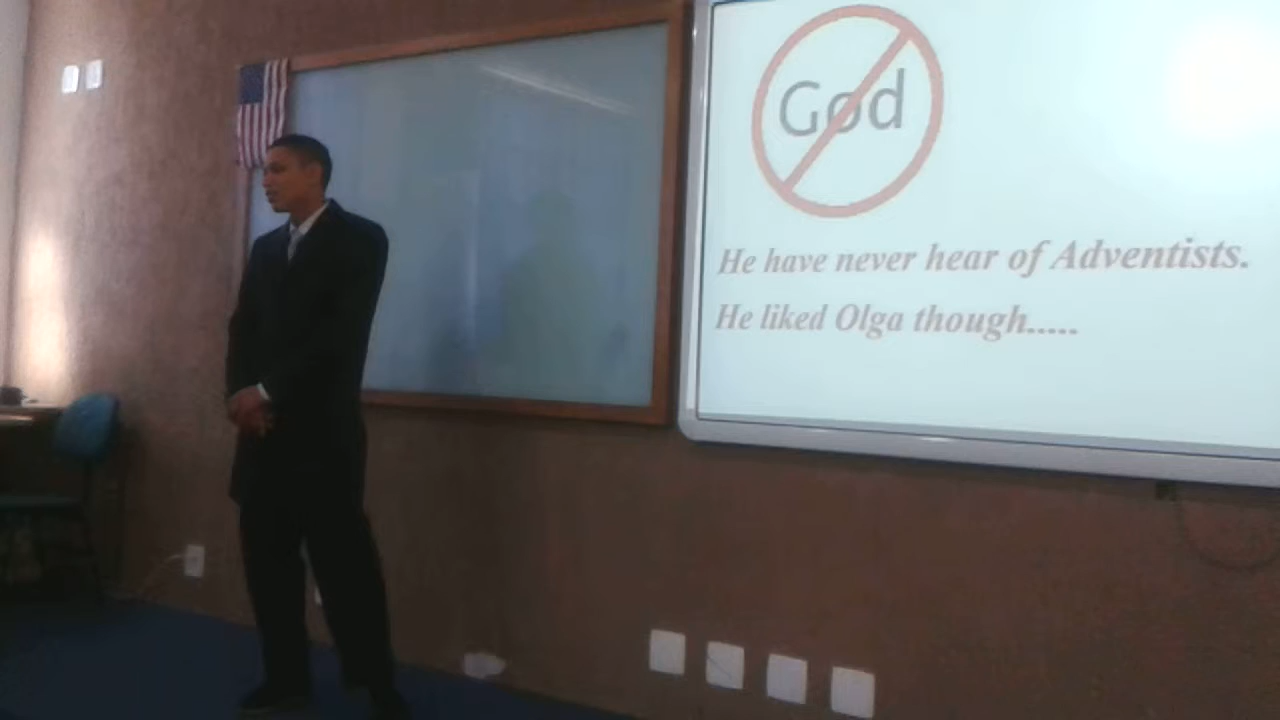 God
He have never hear of Adventists.
He liked Olga though.....